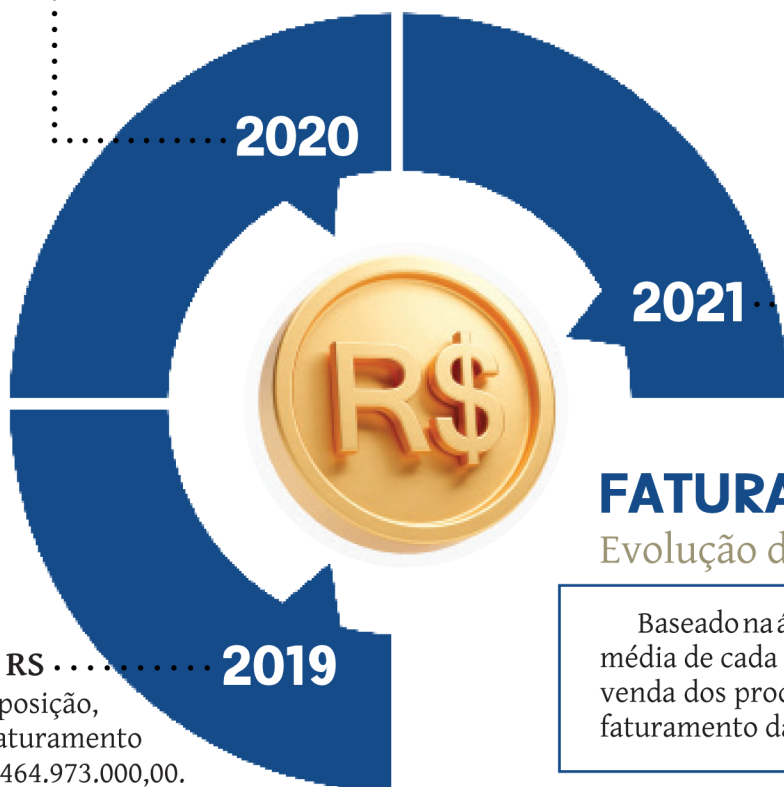 2020
2021
R$
FATURA
Evolução d
Baseado na á
média de cada
venda dos proc
faturamento da
RS
2019
posição,
aturamento
464.973.000,00.